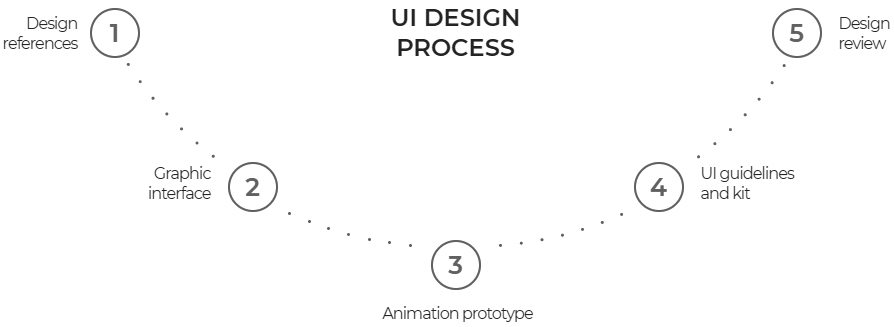 UI DESIGN
PROCESS
1
Design
references
2
Graphic
interface
3
Animation prototype
4
UI guidelines
and kit
5
Design
review